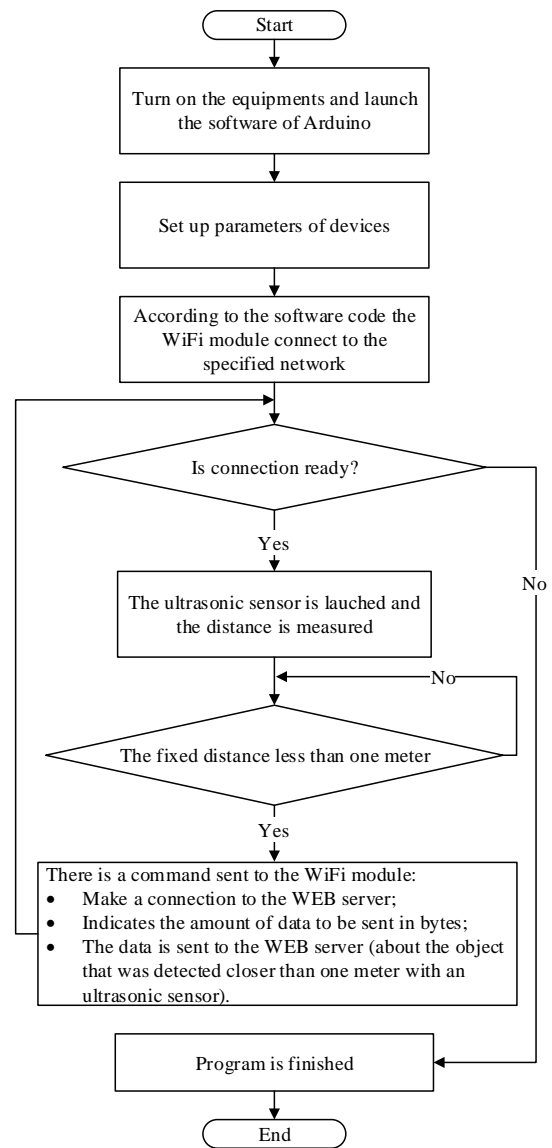 Start
Turn on the equipments and launch
the software of Arduino
Set up parameters of devices
According to the software code the
WiFi module connect to the
specified network
Is connection ready?
Yes
No
The ultrasonic sensor is lauched and
the distance is measured
No
The fixed distance less than one meter
Yes
There is a command sent to the WiFi module:
• Make a connection to the WEB server;
• Indicates the amount of data to be sent in bytes;
• The data is sent to the WEB server (about the object
that was detected closer than one meter with an
ultrasonic sensor).
Program is finished
End